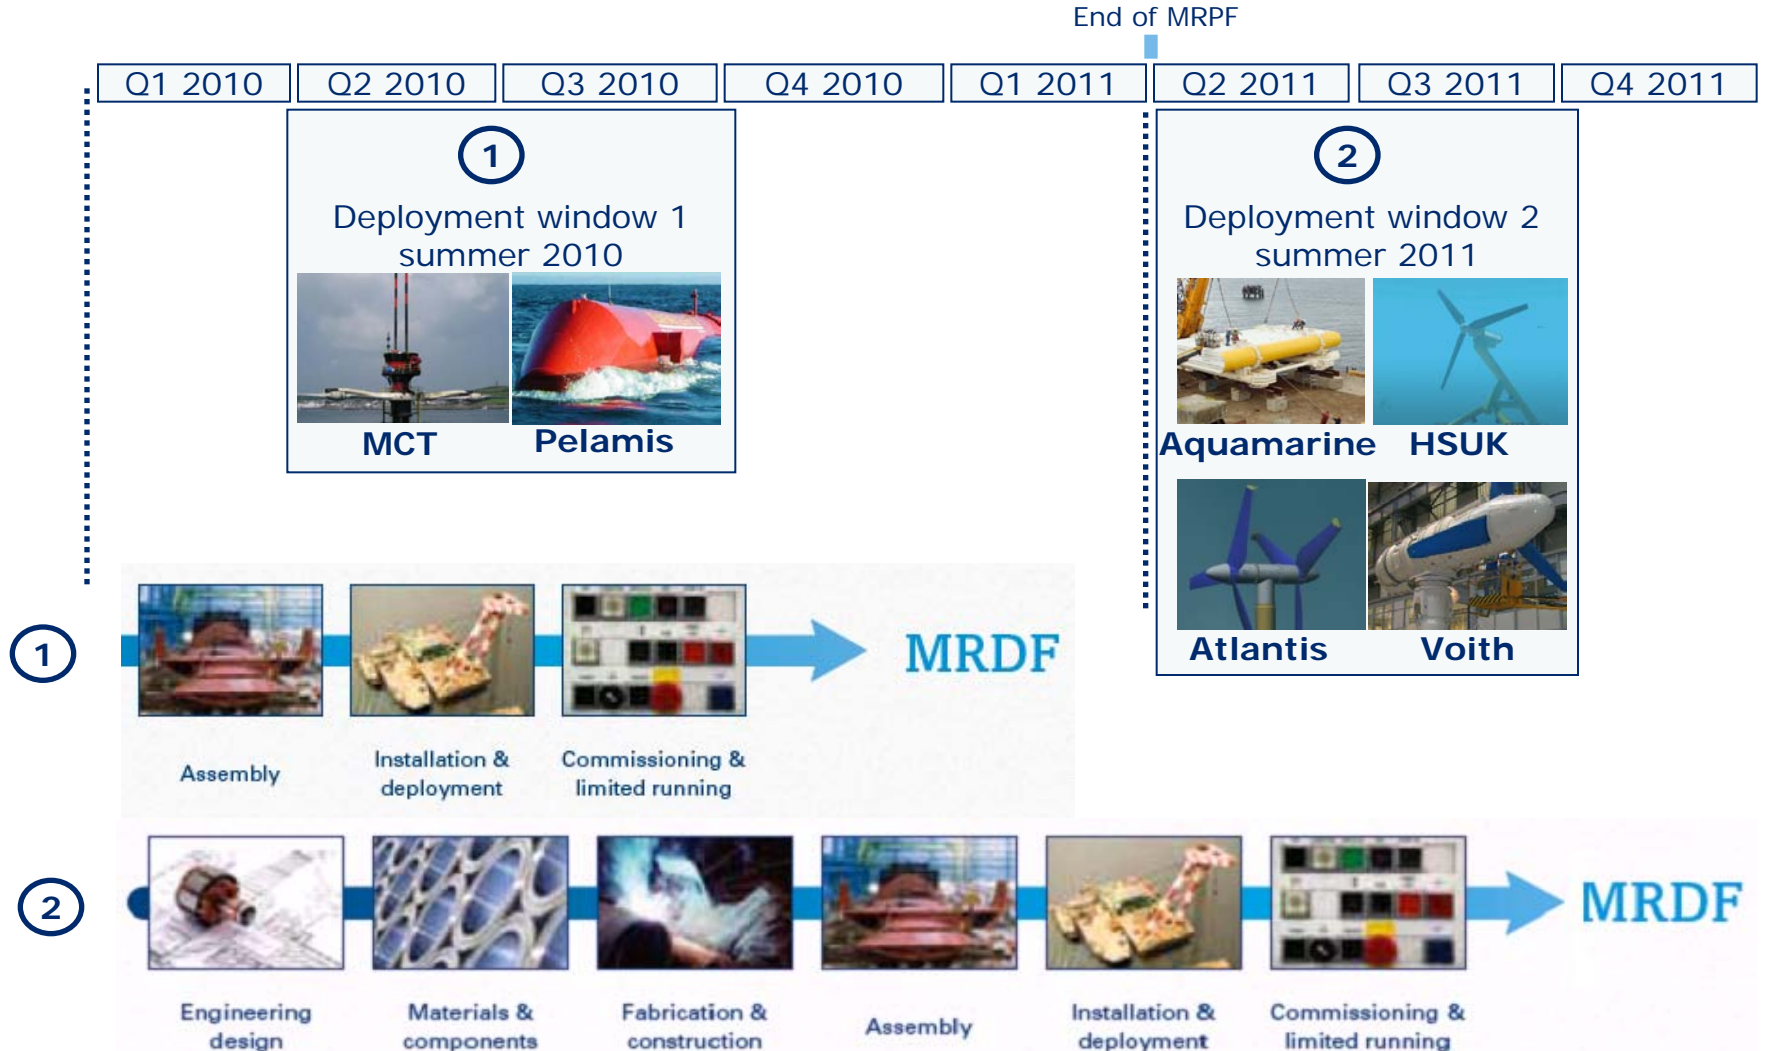 End of MRPF
Q1 2010
Q2 2010
Q3 2010
Q4 2010
Q1 2011
Q2 2011
Q3 2011
Q4 2011
1
Deployment window 1
summer 2010
MCT
Pelamis
2
Deployment window 2
summer 2011
Aquamarine
HSUK
Atlantis
Voith
1
MRDF
Assembly
Installation &
deployment
Commissioning &
limited running
2
MRDF
Engineering
design
Materials &
components
Fabrication &
construction
Assembly
Installation &
deployment
Commissioning &
limited running